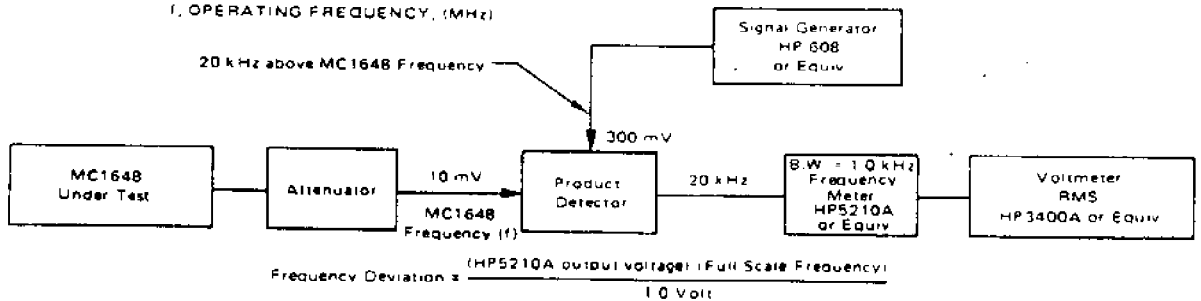 f, OPERATING FREQUENCY, (MHz)
Signal Generator
HP 608
or Equiv
20 kHz above MC1648 Frequency
300 mV
MC1648
Under Test
Attenuator
10 mV
MC1648
Frequency (f)
Product
Detector
20 kHz
B.W. = 1.0 kHz
Frequency
Meter
HP5210A
or Equiv
Voltmeter
RMS
HP3400A or Equiv
Frequency Deviation = (HP5210A output voltage) (Full Scale Frequency)
1.0 Volt